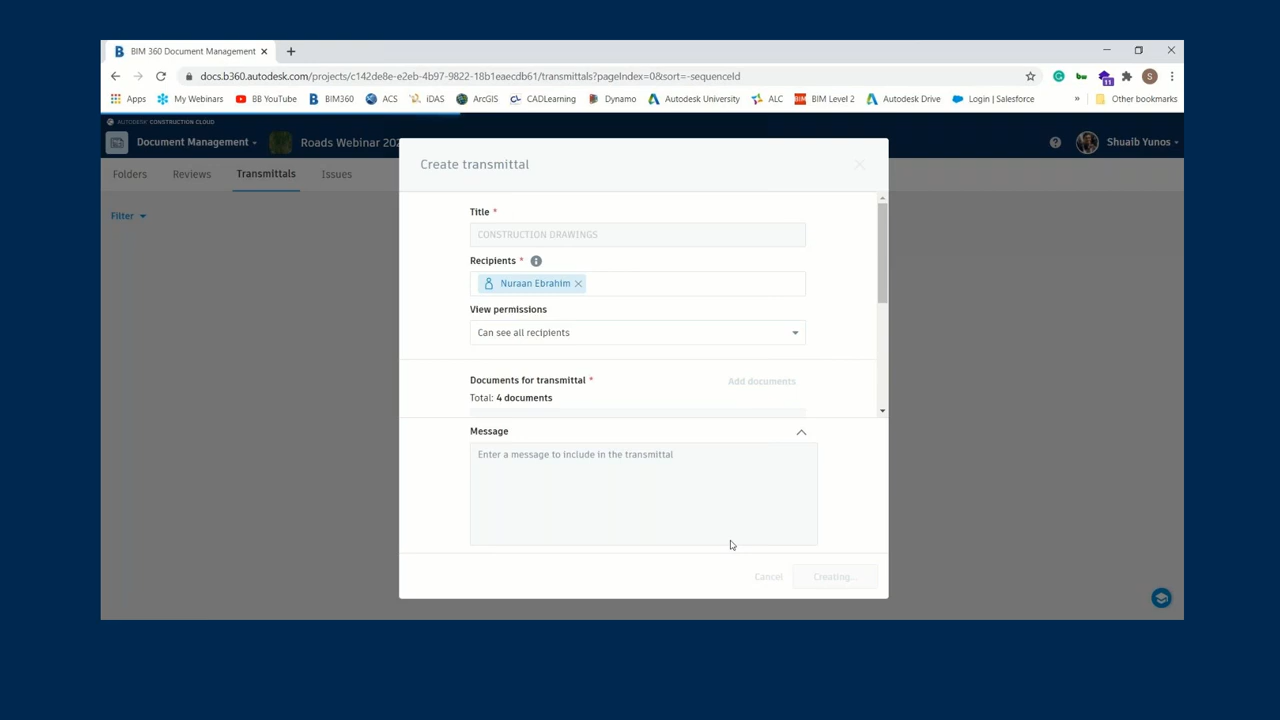 BIM 360 Document Management
docs.b360.autodesk.com/projects/c142de8e-e2eb-4b97-9822-18b1eaecdb61/transmittals?pageIndex=0&sort=-sequenceId
11
S
Apps My Webinars BB YouTube BIM360 ACS iDAS ArcGIS CADLearning Dynamo Autodesk University ALC BIM Level 2 Autodesk Drive Login | Salesforce » Other bookmarks
AUTODESK® CONSTRUCTION CLOUD
Document Management Roads Webinar 202 Shuaib Yunos
Folders Reviews Transmittals Issues
Filter
Create transmittal
Title *
CONSTRUCTION DRAWINGS
Recipients *
Nuraan Ebrahim
View permissions
Can see all recipients
Documents for transmittal * Add documents
Total: 4 documents
Message
Enter a message to include in the transmittal
Cancel Creating...